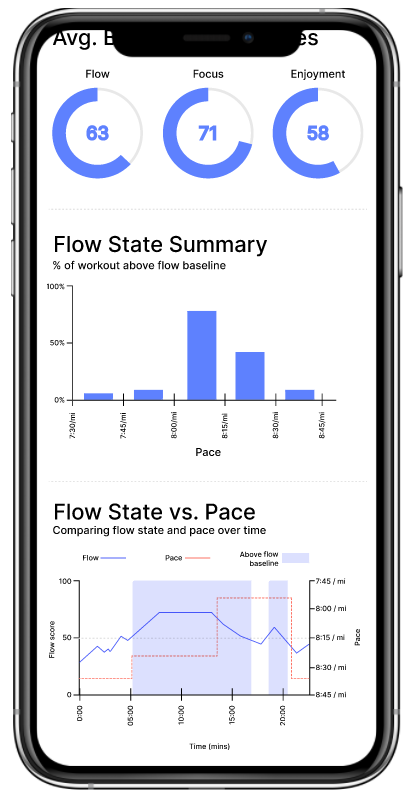 Avg.
Flow Focus Enjoyment
63 71 58
Flow State Summary
% of workout above flow baseline
100%
50%
0%
7:30/mi 7:45/mi 8:00/mi 8:15/mi 8:30/mi 8:45/mi
Pace
Flow State vs. Pace
Comparing flow state and pace over time
Flow Pace Above flow
baseline
100 7:45 / mi
8:00 / mi
50 8:15 / mi
8:30 / mi
0 8:45 / mi
Flow score
Pace
0:00 05:00 10:00 15:00 20:00
Time (mins)